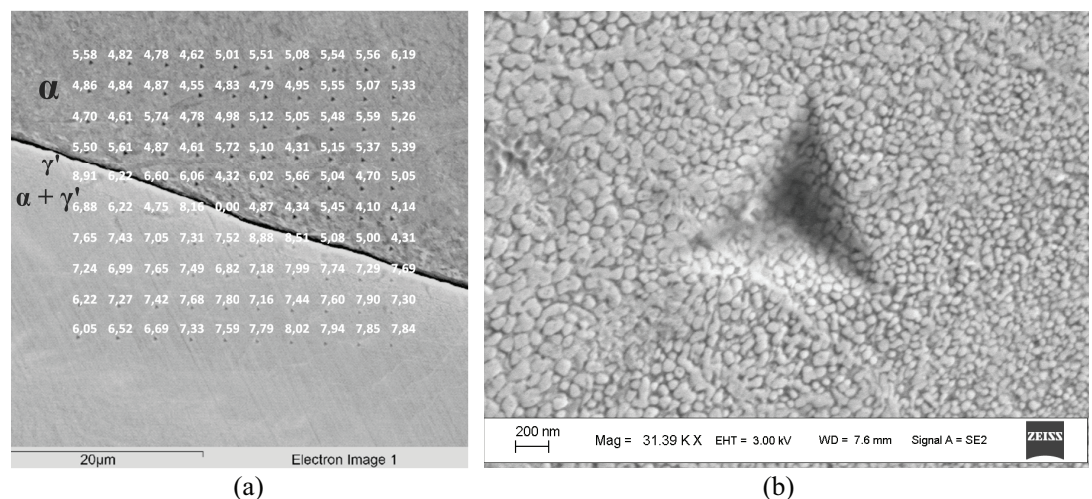 5,58 4,82 4,78 4,62 5,01 5,51 5,08 5,54 5,56 6,19
4,86 4,84 4,87 4,55 4,83 4,79 4,95 5,55 5,07 5,33
α
4,70 4,61 5,74 4,78 4,98 5,12 5,05 5,48 5,59 5,26
5,50 5,61 4,87 4,61 5,72 5,10 4,31 5,15 5,37 5,39
γ'
8,91 6,22 6,60 6,06 4,32 6,02 5,66 5,04 4,70 5,05
α + γ'
6,88 6,22 4,75 8,16 0,00 4,87 4,34 5,45 4,10 4,14
7,65 7,43 7,05 7,31 7,52 8,88 8,51 5,08 5,00 4,31
7,24 6,99 7,65 7,49 6,82 7,18 7,99 7,74 7,29 7,69
6,22 7,27 7,42 7,68 7,80 7,16 7,44 7,60 7,90 7,30
6,05 6,52 6,69 7,33 7,59 7,79 8,02 7,94 7,85 7,84
20µm Electron Image 1
(a)
200 nm Mag = 31.39 K X EHT = 3.00 kV WD = 7.6 mm Signal A = SE2 ZEISS
(b)